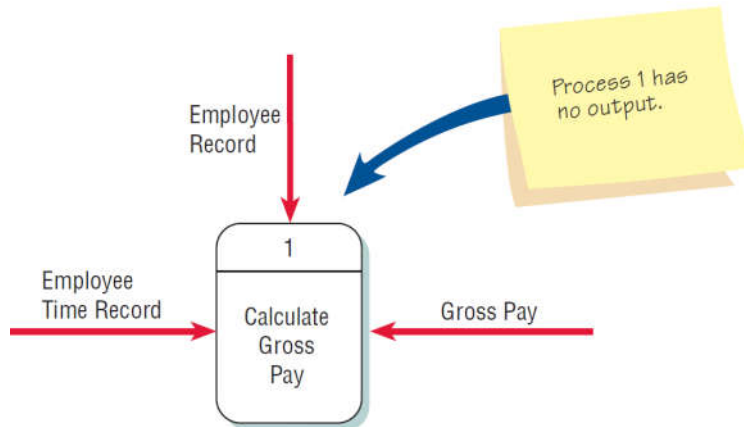 Process 1 has
no output.
Employee
Record
1
Employee
Time Record
Calculate
Gross
Pay
Gross Pay